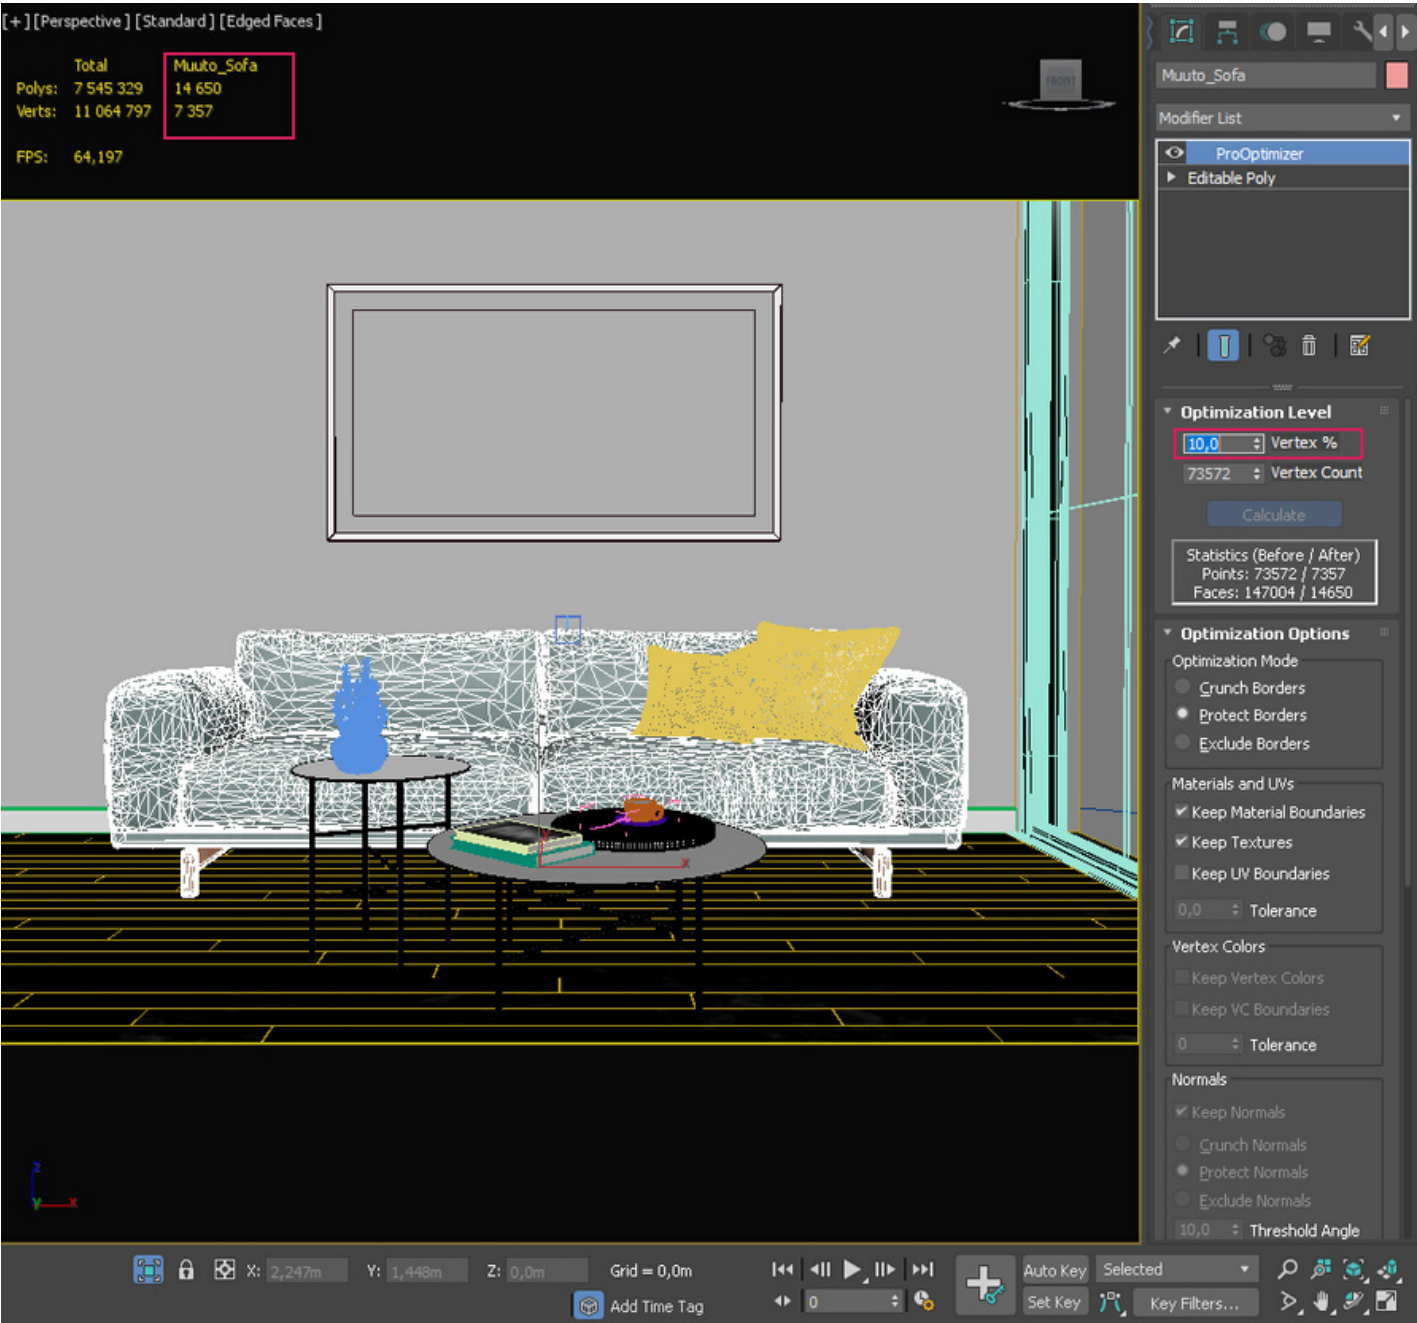 [+] [Perspective] [Standard] [Edged Faces]
Total Muuto_Sofa
Polys: 7 545 329 14 650
Verts: 11 064 797 7 357
FPS: 64,197
FRONT
Muuto_Sofa
Modifier List
ProOptimizer
Editable Poly
Optimization Level
10,0 Vertex %
73572 Vertex Count
Calculate
Statistics (Before / After)
Points: 73572 / 7357
Faces: 147004 / 14650
Optimization Options
Optimization Mode
Crunch Borders
Protect Borders
Exclude Borders
Materials and UVs
Keep Material Boundaries
Keep Textures
Keep UV Boundaries
0,0 Tolerance
Vertex Colors
Keep Vertex Colors
Keep VC Boundaries
0 Tolerance
Normals
Keep Normals
Crunch Normals
Protect Normals
Exclude Normals
10,0 Threshold Angle
x
z
y x
X: 2,247m Y: 1,448m Z: 0,0m Grid = 0,0m
Auto Key Selected
Add Time Tag
0
Set Key Key Filters...